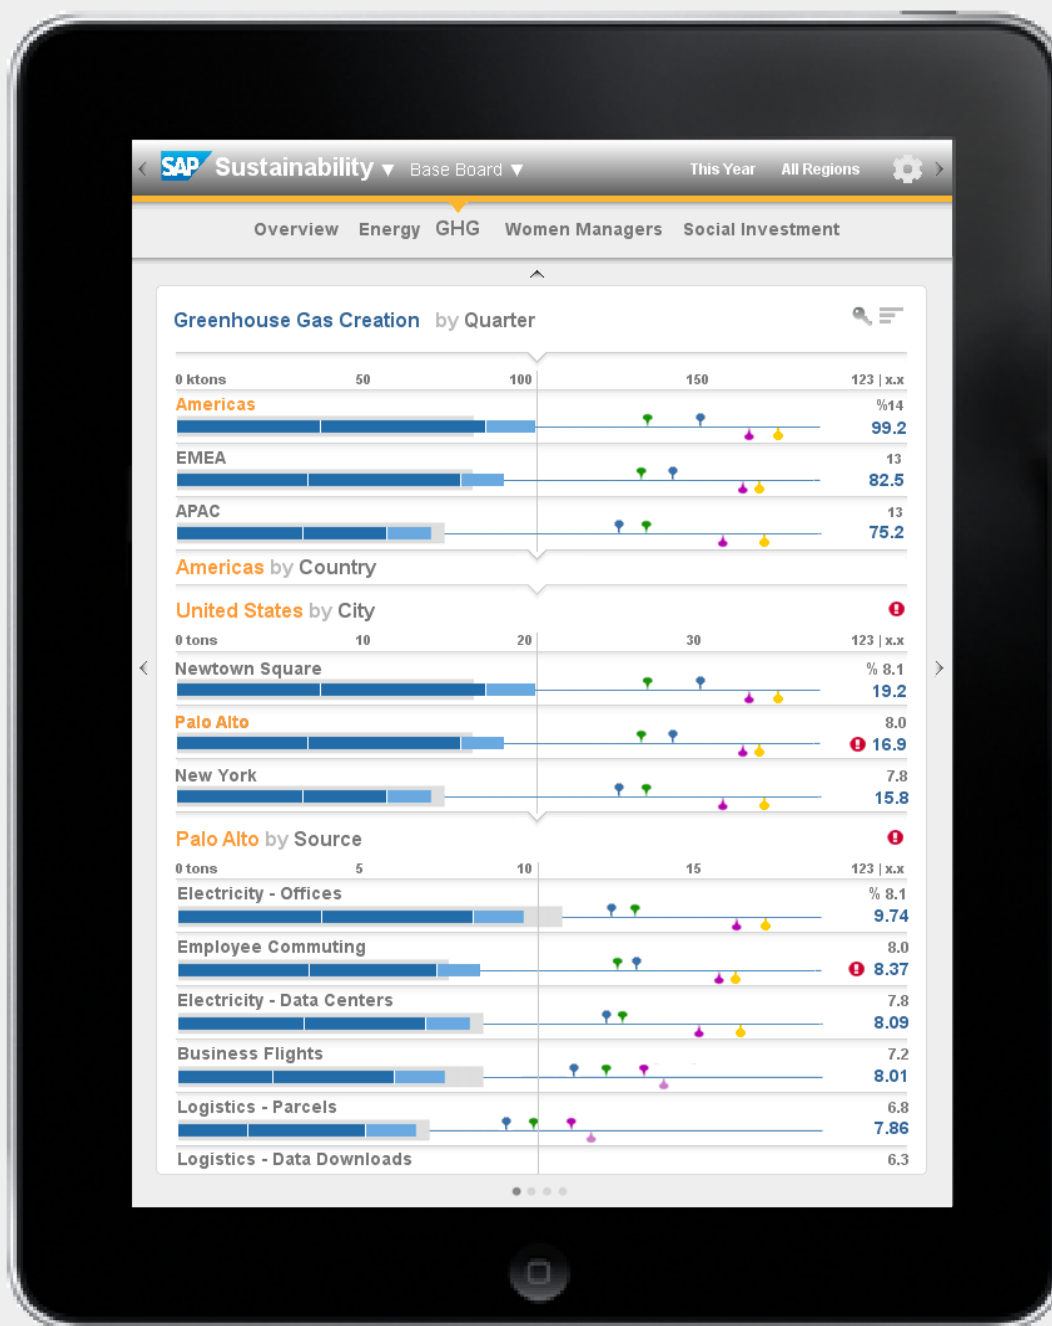 SAP Sustainability ▼ Base Board ▼ This Year All Regions
Overview Energy GHG Women Managers Social Investment
Greenhouse Gas Creation by Quarter
0 ktons 50 100 150 123 | x.x
Americas %14
99.2
EMEA 13
82.5
APAC 13
75.2
Americas by Country
United States by City
0 tons 10 20 30 123 | x.x
Newtown Square % 8.1
19.2
Palo Alto 8.0
16.9
New York 7.8
15.8
Palo Alto by Source
0 tons 5 10 15 123 | x.x
Electricity - Offices % 8.1
9.74
Employee Commuting 8.0
8.37
Electricity - Data Centers 7.8
8.09
Business Flights 7.2
8.01
Logistics - Parcels 6.8
7.86
Logistics - Data Downloads 6.3